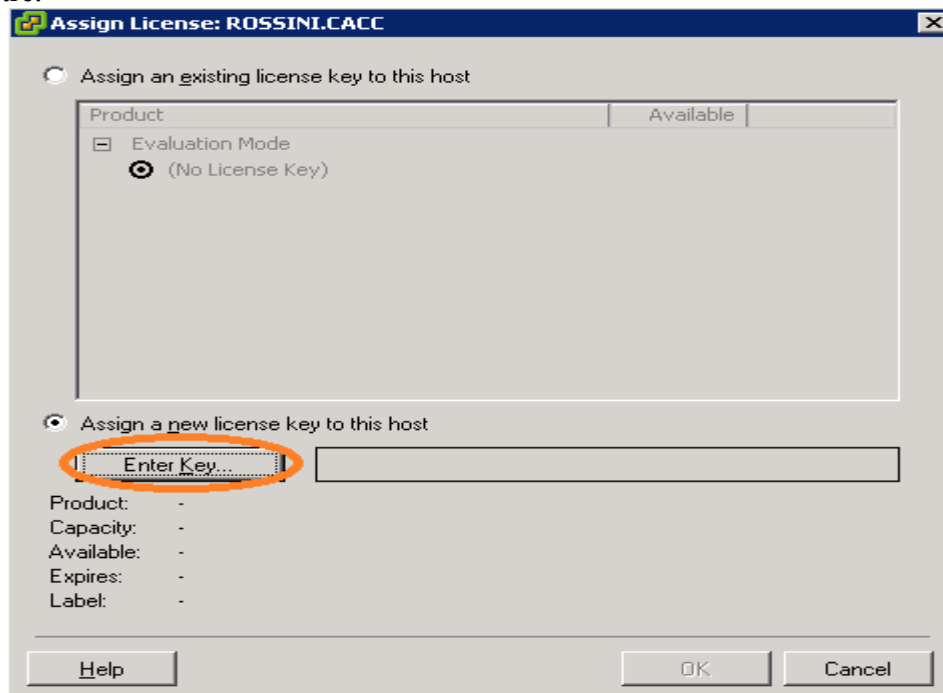 Assign License: ROSSINI.CACC
Assign an existing license key to this host
Product Available
Evaluation Mode
(No License Key)
Assign a new license key to this host
Enter Key...
Product: -
Capacity: -
Available: -
Expires: -
Label: -
Help OK Cancel